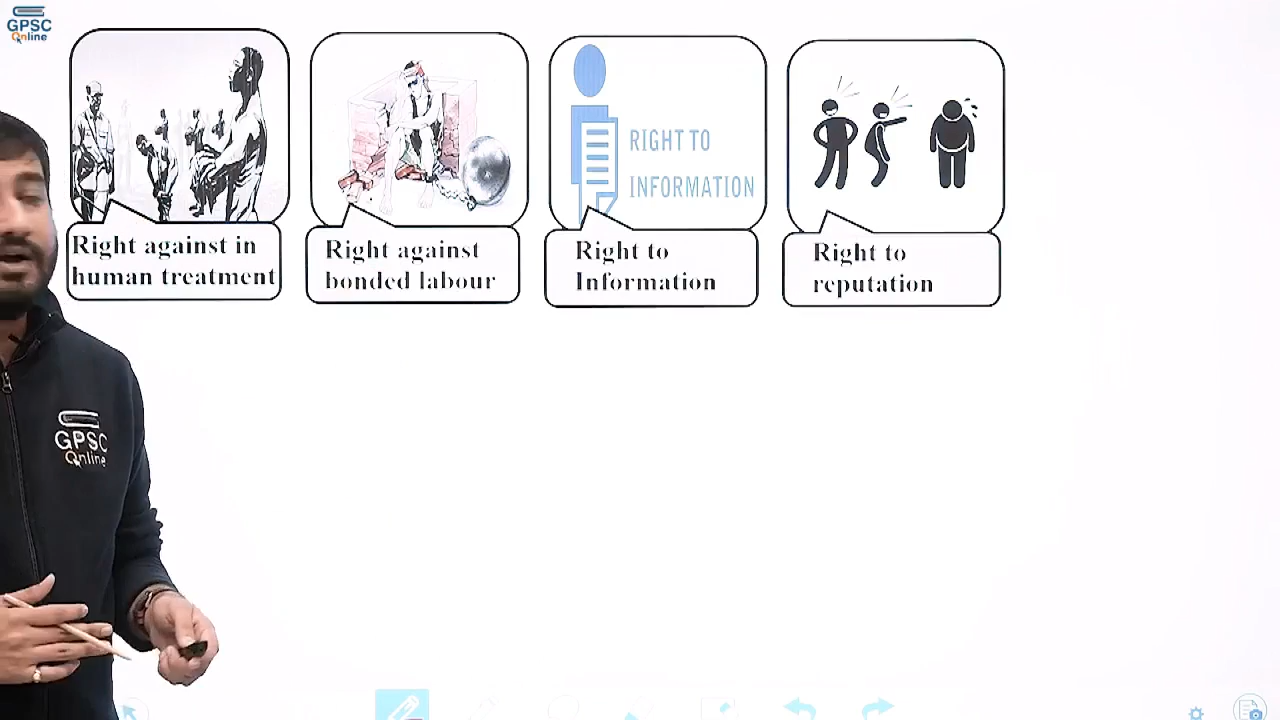 GPSC
Online
Right against in
human treatment
Right against
bonded labour
RIGHT TO
INFORMATION
Right to
Information
Right to
reputation
GPSC
Online